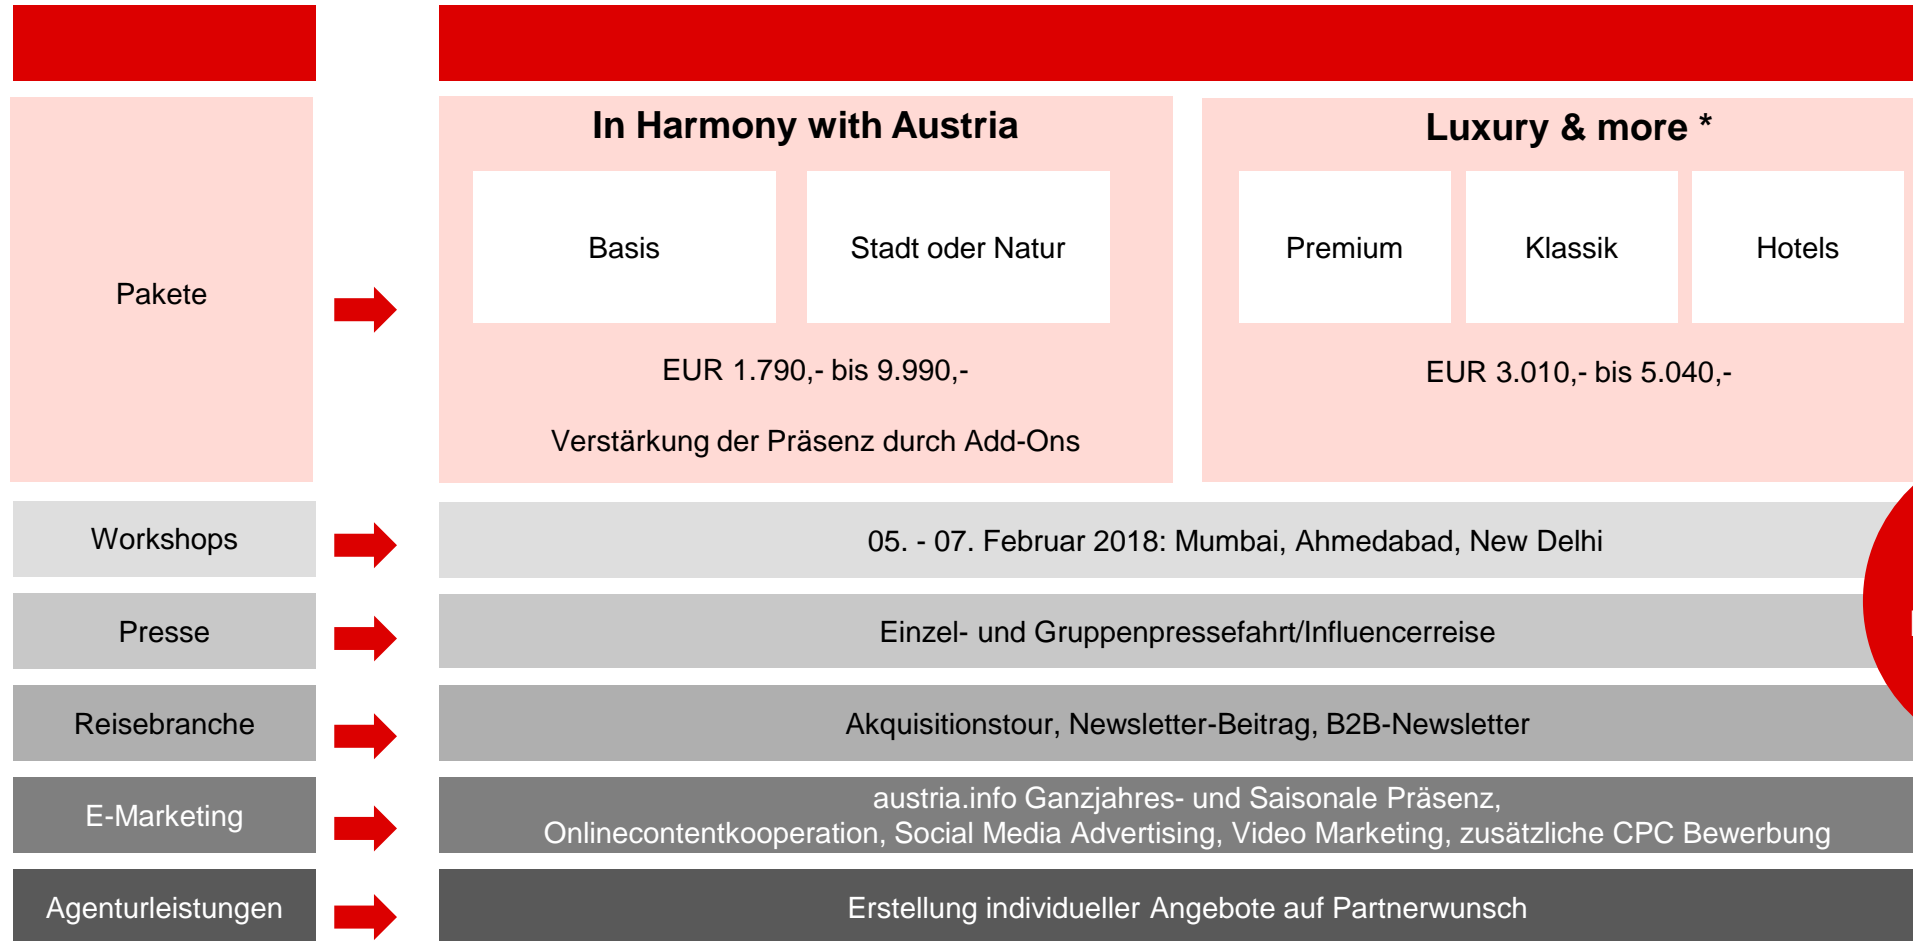 In Harmony with Austria
Luxury & more *
Basis
Stadt oder Natur
Premium
Klassik
Hotels
Pakete
EUR 1.790,- bis 9.990,-
EUR 3.010,- bis 5.040,-
Verstärkung der Präsenz durch Add-Ons
Workshops
05. - 07. Februar 2018: Mumbai, Ahmedabad, New Delhi
Presse
Einzel- und Gruppenpressefahrt/Influencerreise
Reisebranche
Akquisitionstour, Newsletter-Beitrag, B2B-Newsletter
E-Marketing
austria.info Ganzjahres- und Saisonale Präsenz,
Onlinecontentkooperation, Social Media Advertising, Video Marketing, zusätzliche CPC Bewerbung
Agenturleistungen
Erstellung individueller Angebote auf Partnerwunsch